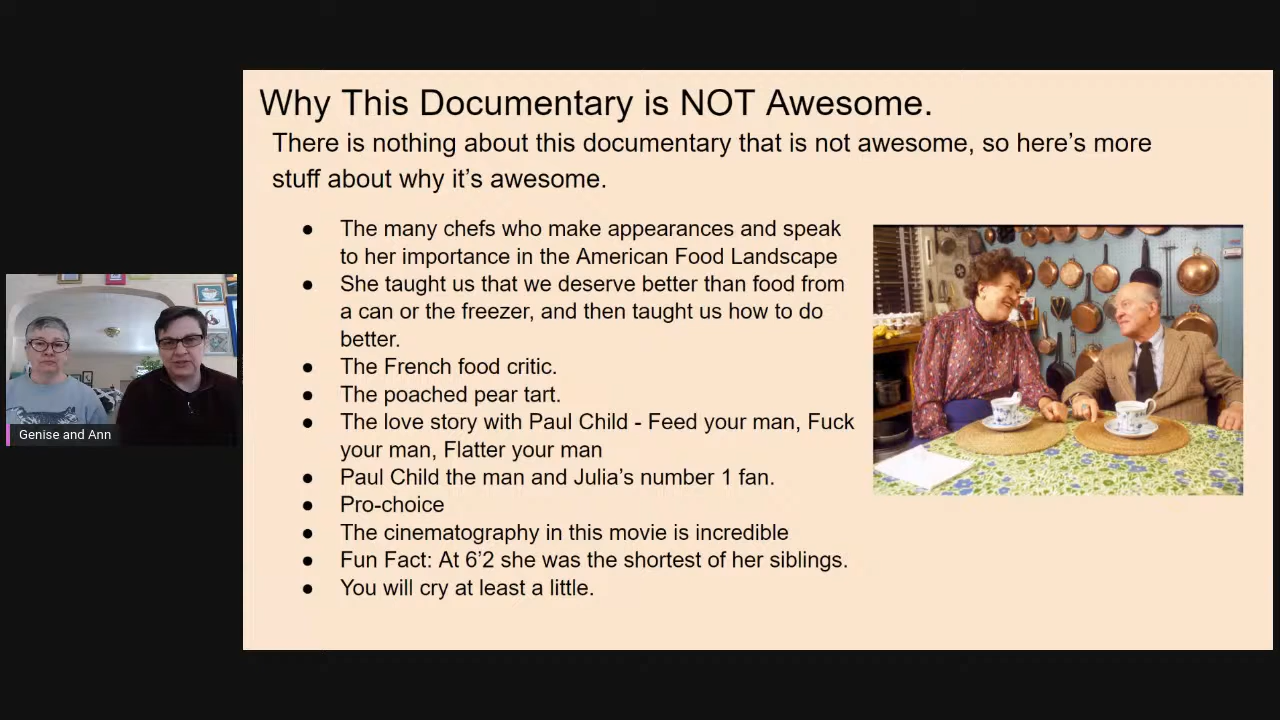 Why This Documentary is NOT Awesome.
There is nothing about this documentary that is not awesome, so here's more
stuff about why it's awesome.
● The many chefs who make appearances and speak
to her importance in the American Food Landscape
● She taught us that we deserve better than food from
a can or the freezer, and then taught us how to do
better.
● The French food critic.
● The poached pear tart.
● The love story with Paul Child - Feed your man, Fuck
your man, Flatter your man
● Paul Child the man and Julia's number 1 fan.
● Pro-choice
● The cinematography in this movie is incredible
● Fun Fact: At 6'2 she was the shortest of her siblings.
● You will cry at least a little.
Genise and Ann